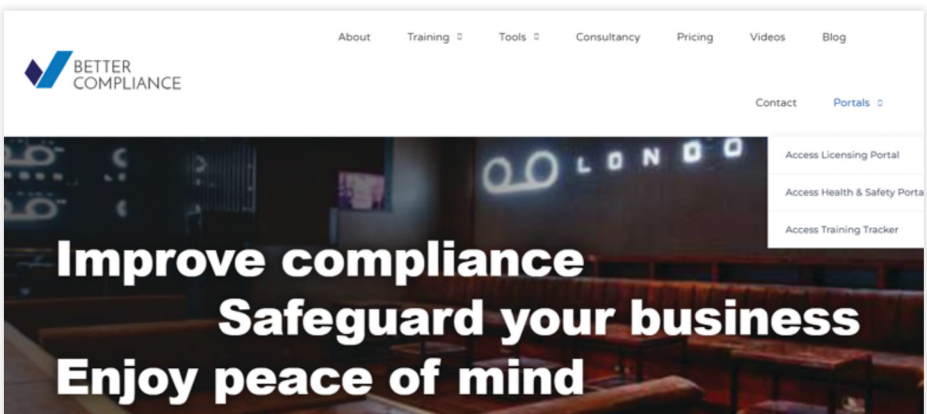 About Training Tools Consultancy Pricing Videos Blog
BETTER
COMPLIANCE
Contact Portals
Access Licensing Portal
Access Health & Safety Porta
Access Training Tracker
LONDO
Improve compliance
Safeguard your business
Enjoy peace of mind